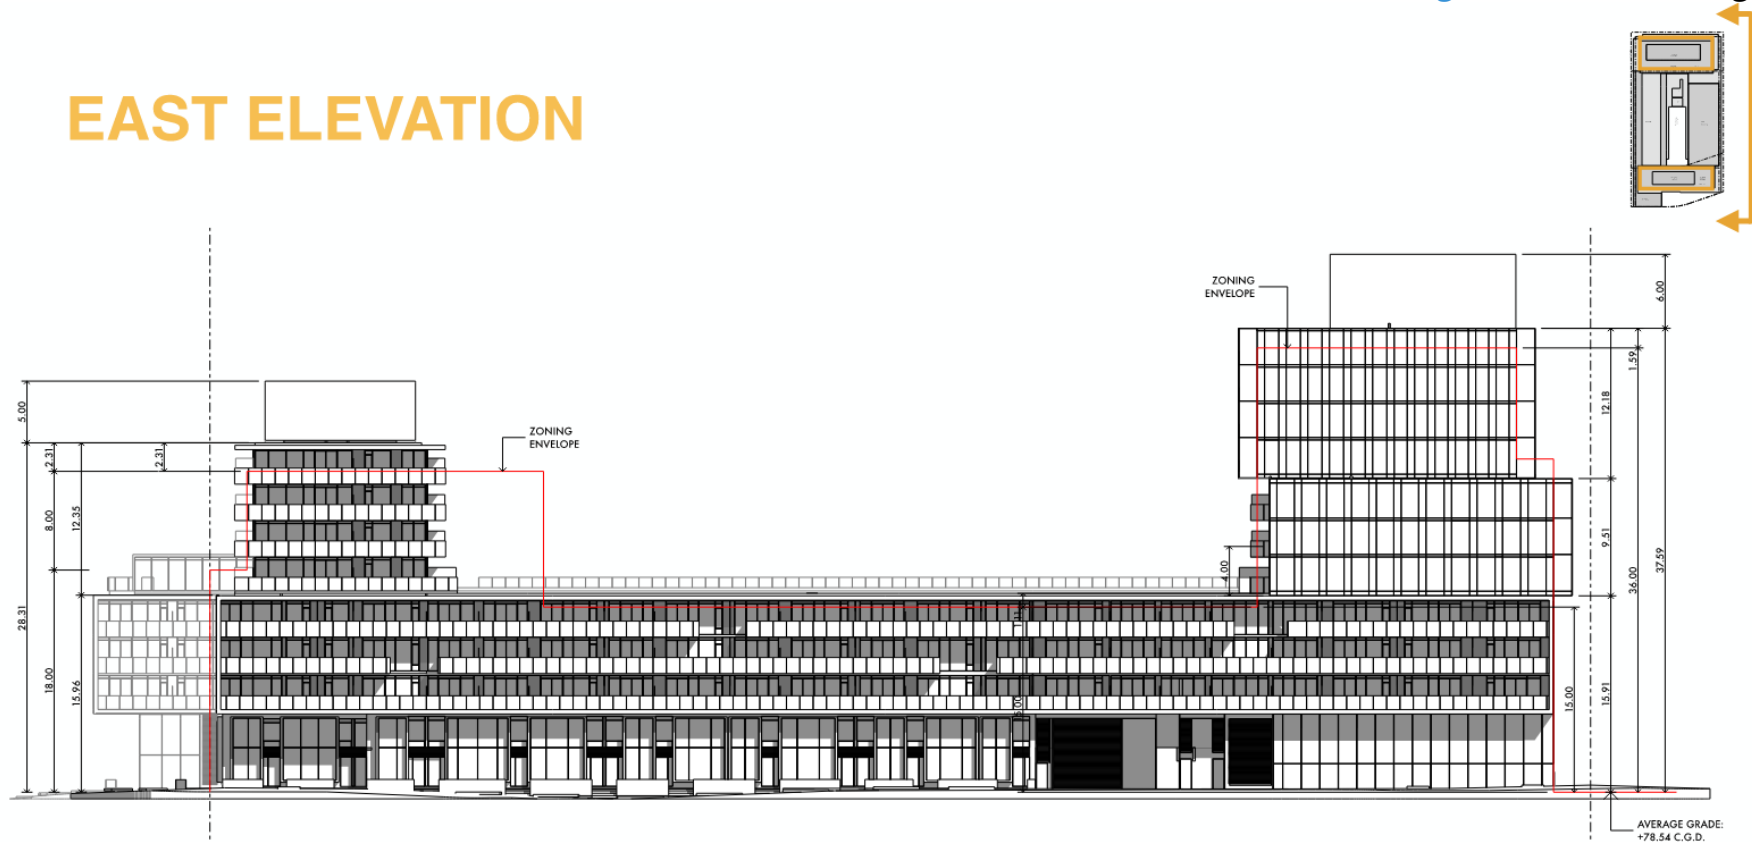 EAST ELEVATION
ZONING
ENVELOPE
6.00
1.59
12.18
5.00
ZONING
ENVELOPE
2.31
2.31
8.00
12.35
9.51
37.59
4.00
36.00
28.31
18.00
15.96
15.00
15.91
AVERAGE GRADE:
+78.54 C.G.D.